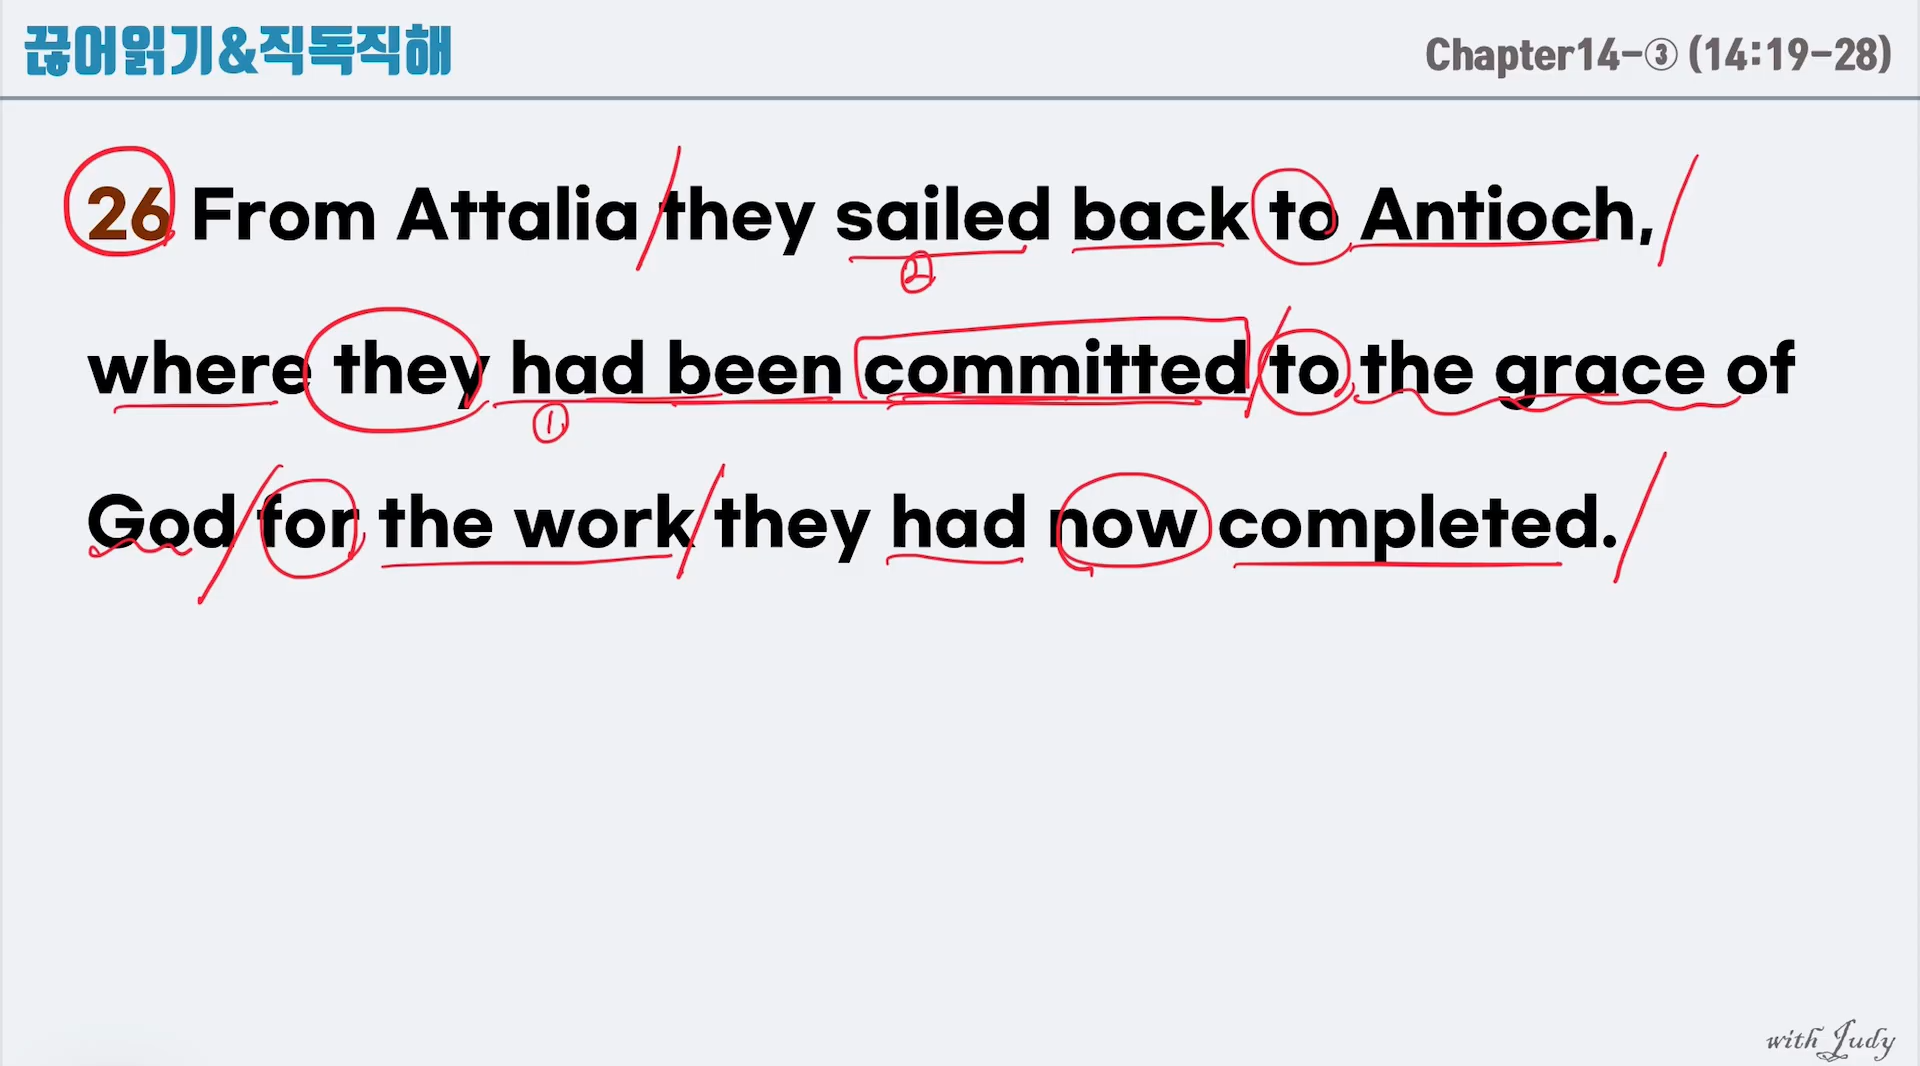 끊어읽기&직독직해
Chapter14-③ (14:19-28)
26 From Attalia they sailed back to Antioch,
②
where they had been committed to the grace of
①
God for the work they had now completed.
with Judy